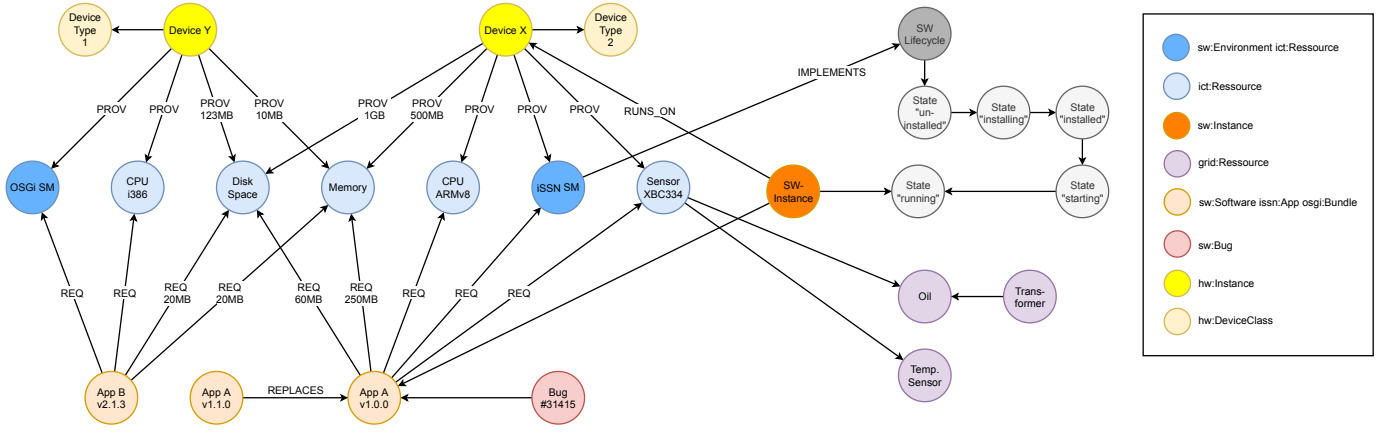 Device
Type
1
Device Y
Device X
Device
Type
2
SW
Lifecycle
IMPLEMENTS
PROV
PROV
PROV
123MB
PROV
10MB
PROV
1GB
PROV
500MB
PROV
PROV
PROV
RUNS_ON
State
"un-
installed"
State
"installing"
State
"installed"
OSGi SM
CPU
i386
Disk
Space
Memory
CPU
ARMv8
iSSN SM
Sensor
XBC334
SW-
Instance
State
"running"
State
"starting"
REQ
REQ
REQ
20MB
REQ
20MB
REQ
60MB
REQ
250MB
REQ
REQ
REQ
Oil
Trans-
former
Temp.
Sensor
App B
v2.1.3
App A
v1.1.0
REPLACES
App A
v1.0.0
Bug
#31415
sw:Environment ict:Ressource
ict:Ressource
sw:Instance
grid:Ressource
sw:Software issn:App osgi:Bundle
sw:Bug
hw:Instance
hw:DeviceClass